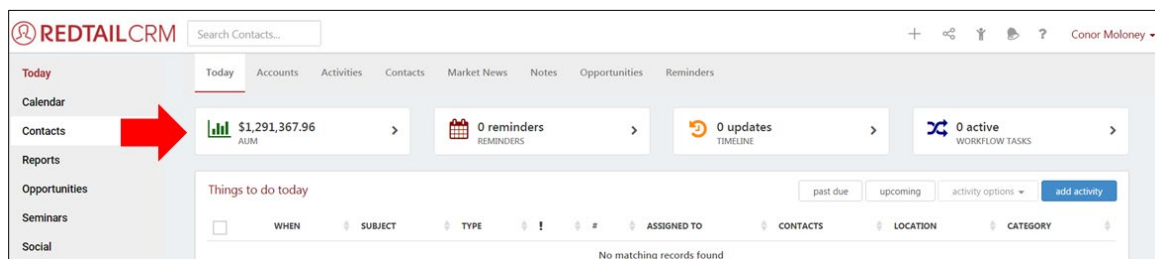 REDTAILCRM
Search Contacts...
? Conor Moloney
Today
Calendar
Contacts
Reports
Opportunities
Seminars
Social
Today Accounts Activities Contacts Market News Notes Opportunities Reminders
$1,291,367.96
AUM
0 reminders
REMINDERS
0 updates
TIMELINE
0 active
WORKFLOW TASKS
Things to do today
past due upcoming activity options add activity
WHEN SUBJECT TYPE ! # ASSIGNED TO CONTACTS LOCATION CATEGORY
No matching records found